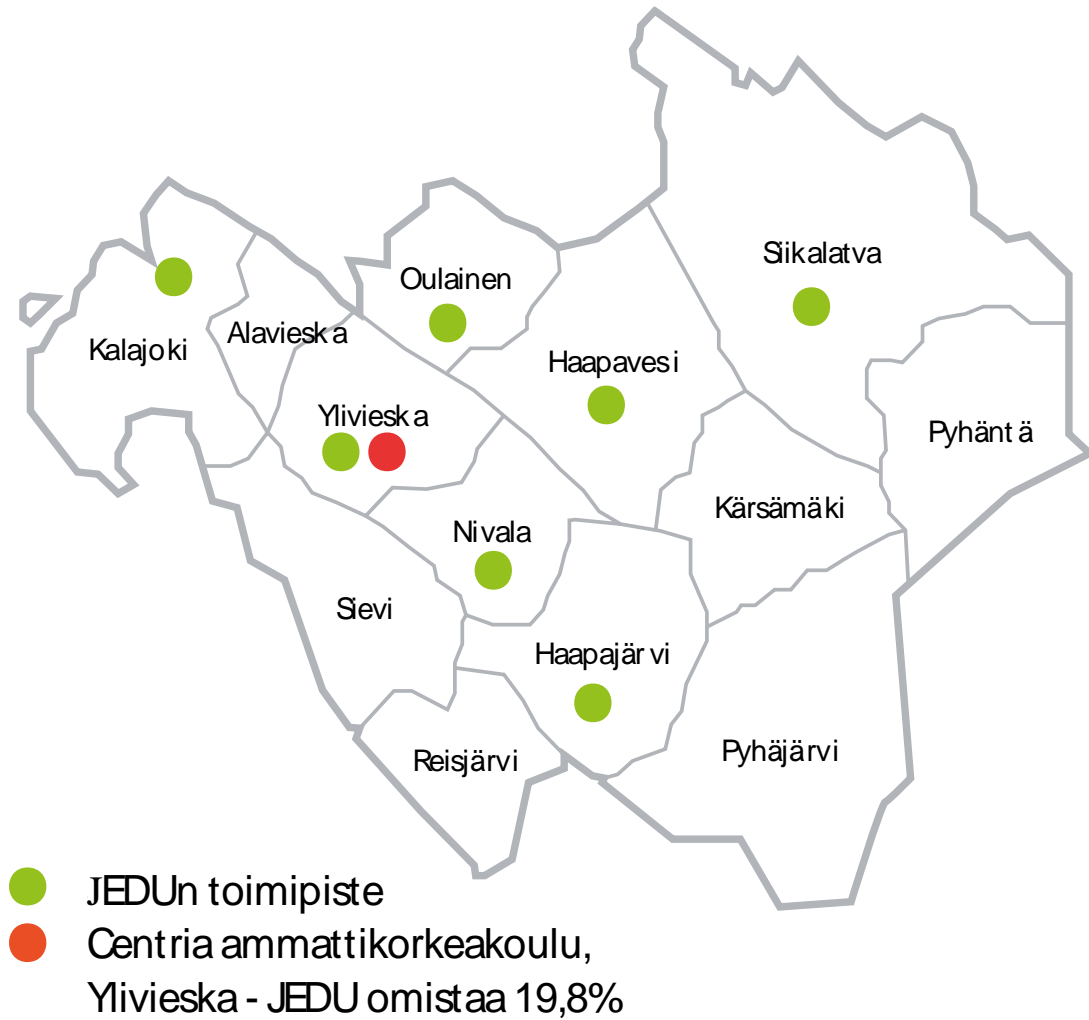 Siikalatva
Oulainen
Alavieska
Kalajoki
Haapavesi
Ylivieska
Pyhäntä
Kärsämäki
Nivala
Sievi
Haapajärvi
Pyhäjärvi
Reisjärvi
JEDUn toimipiste
Centria ammattikorkeakoulu,
Ylivieska - JEDU omistaa 19,8%